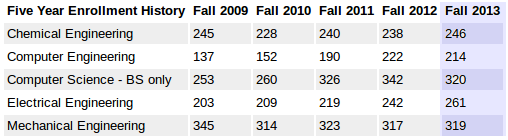 Five Year Enrollment History Fall 2009 Fall 2010 Fall 2011 Fall 2012 Fall 2013
Chemical Engineering 245 228 240 238 246
Computer Engineering 137 152 190 222 214
Computer Science - BS only 253 260 326 342 320
Electrical Engineering 203 209 219 242 261
Mechanical Engineering 345 314 323 317 319